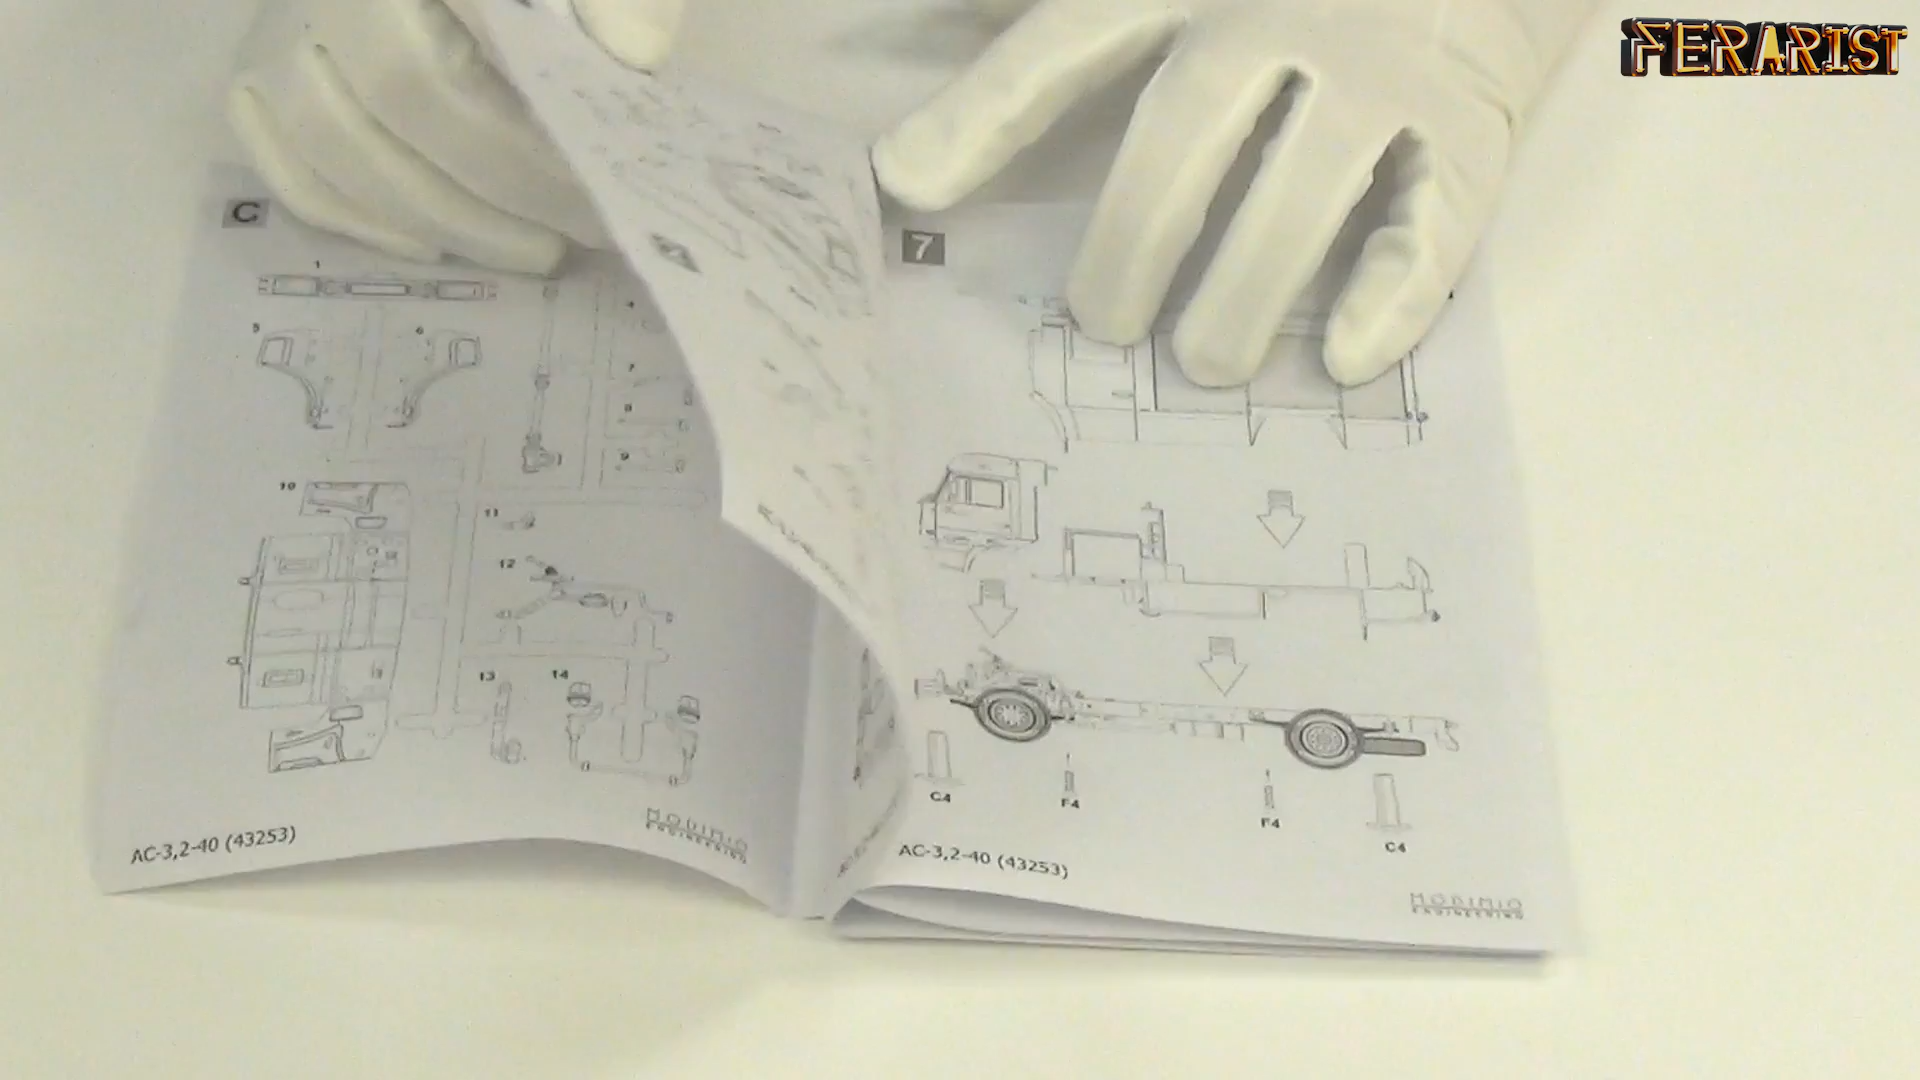 FERARIST
C
1
4
5
6
7
8
9
10
11
12
13
14
AC-3,2-40 (43253)
MODIMIO
ENGINEERING
7
C4
F4
F4
C4
AC-3,2-40 (43253)
MODIMIO
ENGINEERING